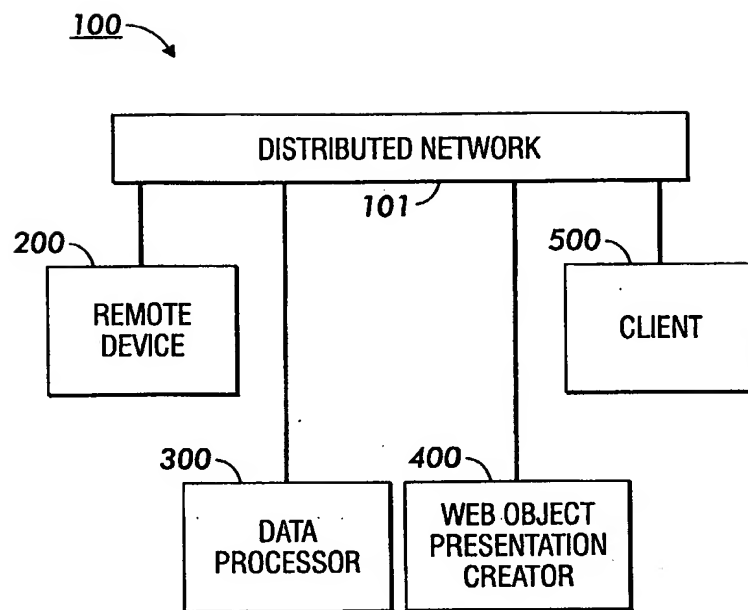 100
DISTRIBUTED NETWORK
101
200
REMOTE
DEVICE
500
CLIENT
300
DATA
PROCESSOR
400
WEB OBJECT
PRESENTATION
CREATOR